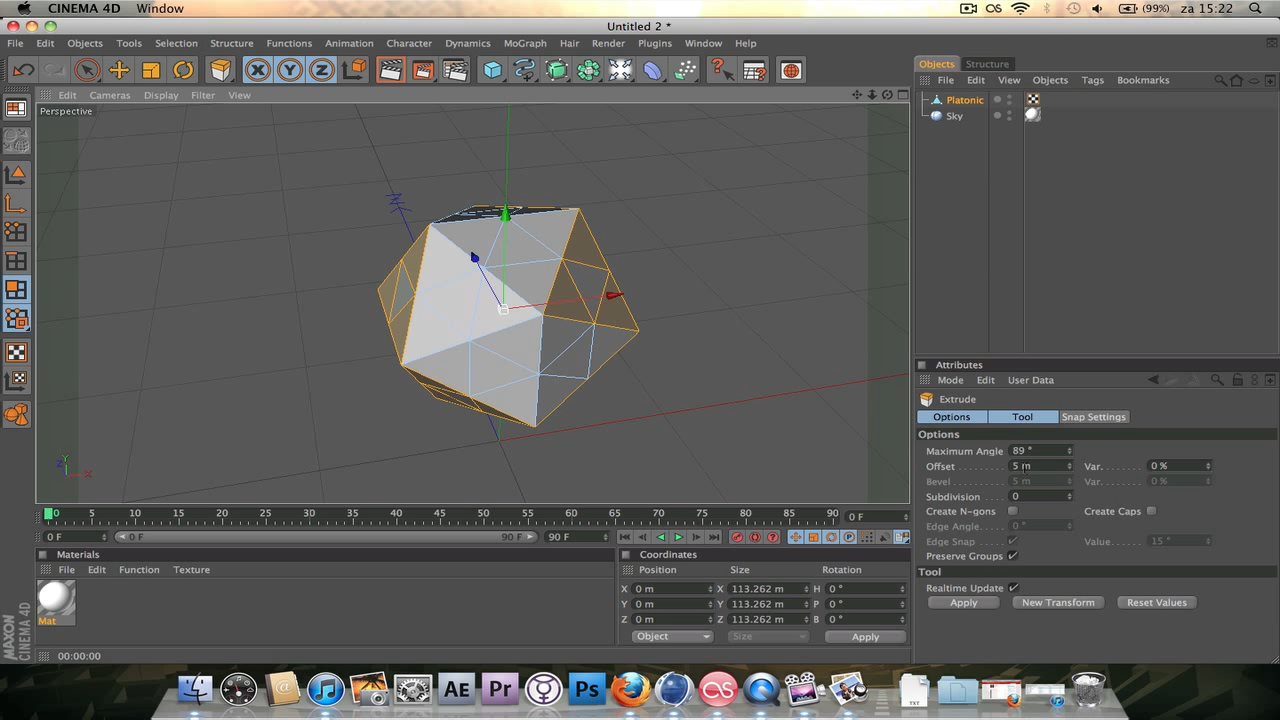 CINEMA 4D Window (99%) za 15:22
Untitled 2 *
File Edit Objects Tools Selection Structure Functions Animation Character Dynamics MoGraph Hair Render Plugins Window Help
Objects Structure
File Edit View Objects Tags Bookmarks
Edit Cameras Display Filter View
Perspective
Platonic
Sky
Y
Z X
Attributes
Mode Edit User Data
Extrude
Options Tool Snap Settings
Options
Maximum Angle 89 °
Offset 5 m Var. 0 %
Bevel 5 m Var. 0 %
Subdivision 0
Create N-gons Create Caps
Edge Angle 0 °
Edge Snap Value 15 °
Preserve Groups
Tool
Realtime Update
Apply New Transform Reset Values
0 5 10 15 20 25 30 35 40 45 50 55 60 65 70 75 80 85 90 0 F
0 F 0 F 90 F 90 F
Materials
File Edit Function Texture
Mat
Coordinates
Position Size Rotation
X 0 m X 113.262 m H 0 °
Y 0 m Y 113.262 m P 0 °
Z 0 m Z 113.262 m B 0 °
Object Size Apply
MAXON
CINEMA 4D
00:00:00
AE Pr Ps
TXT